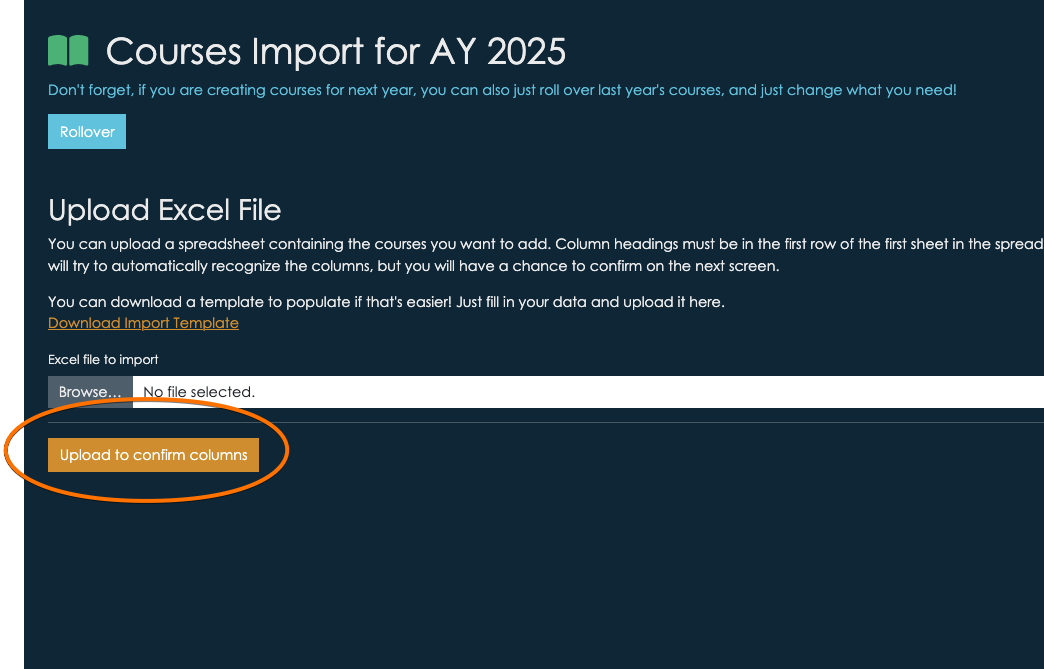 Courses Import for AY 2025
Don't forget, if you are creating courses for next year, you can also just roll over last year's courses, and just change what you need!
Rollover
Upload Excel File
You can upload a spreadsheet containing the courses you want to add. Column headings must be in the first row of the first sheet in the spread
will try to automatically recognize the columns, but you will have a chance to confirm on the next screen.
You can download a template to populate if that's easier! Just fill in your data and upload it here.
Download Import Template
Excel file to import
Browse... No file selected.
Upload to confirm columns